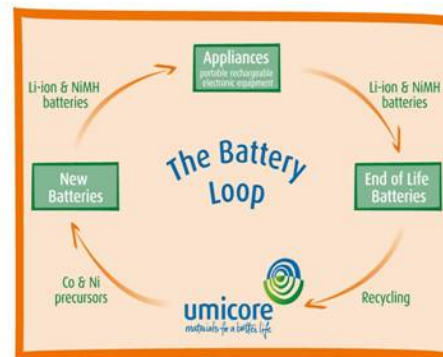 Appliances
portable rechargeable
electronic equipment
Li-ion & NiMH
batteries
Li-ion & NiMH
batteries
The Battery
Loop
New
Batteries
End of Life
Batteries
Co & Ni
precursors
Recycling
umicore
materials for a better life